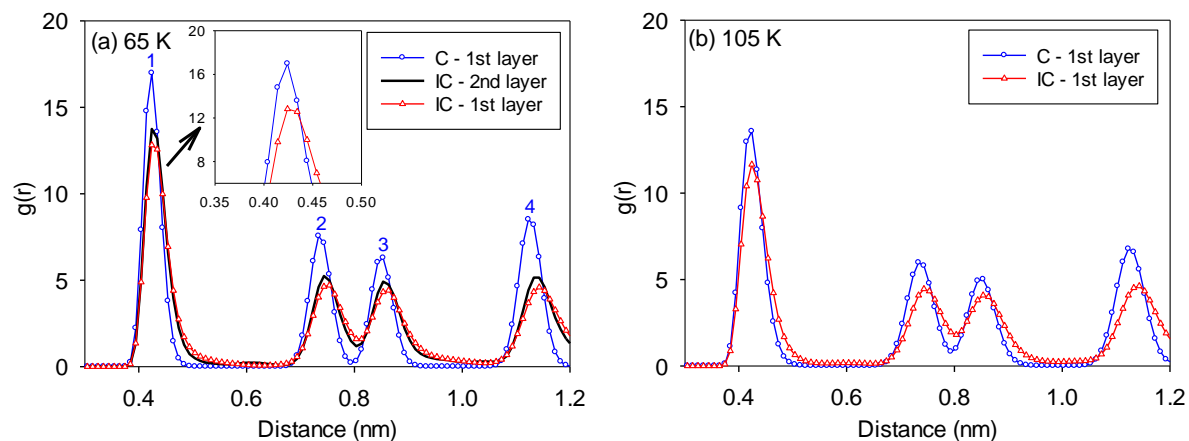 (a) 65 K
C - 1st layer
IC - 2nd layer
IC - 1st layer
1
2
3
4
20
15
10
5
0
g(r)
0.4
0.6
0.8
1.0
1.2
Distance (nm)
20
16
12
8
0.35
0.40
0.45
0.50
(b) 105 K
C - 1st layer
IC - 1st layer
20
15
10
5
0
g(r)
0.4
0.6
0.8
1.0
1.2
Distance (nm)